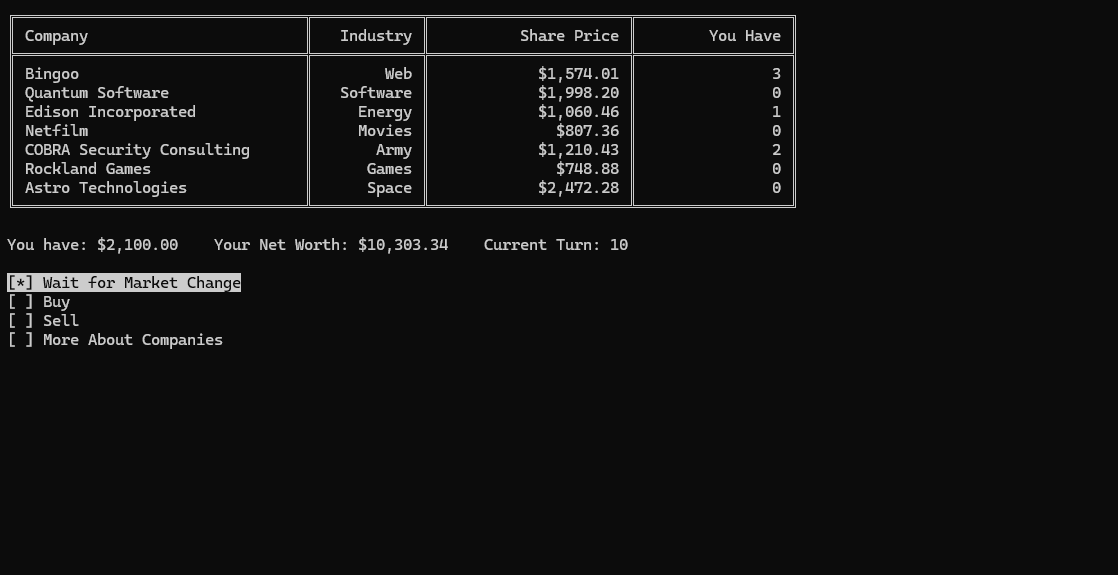 Company Industry Share Price You Have
Bingoo Web $1,574.01 3
Quantum Software Software $1,998.20 0
Edison Incorporated Energy $1,060.46 1
Netfilm Movies $807.36 0
COBRA Security Consulting Army $1,210.43 2
Rockland Games Games $748.88 0
Astro Technologies Space $2,472.28 0
You have: $2,100.00 Your Net Worth: $10,303.34 Current Turn: 10
[*] Wait for Market Change
[ ] Buy
[ ] Sell
[ ] More About Companies